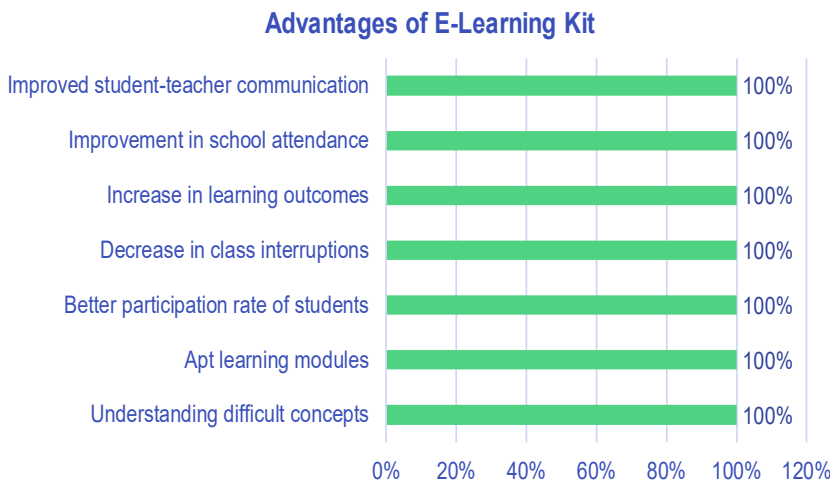 Advantages of E-Learning Kit
Improved student-teacher communication 100%
Improvement in school attendance 100%
Increase in learning outcomes 100%
Decrease in class interruptions 100%
Better participation rate of students 100%
Apt learning modules 100%
Understanding difficult concepts 100%
0% 20% 40% 60% 80% 100% 120%